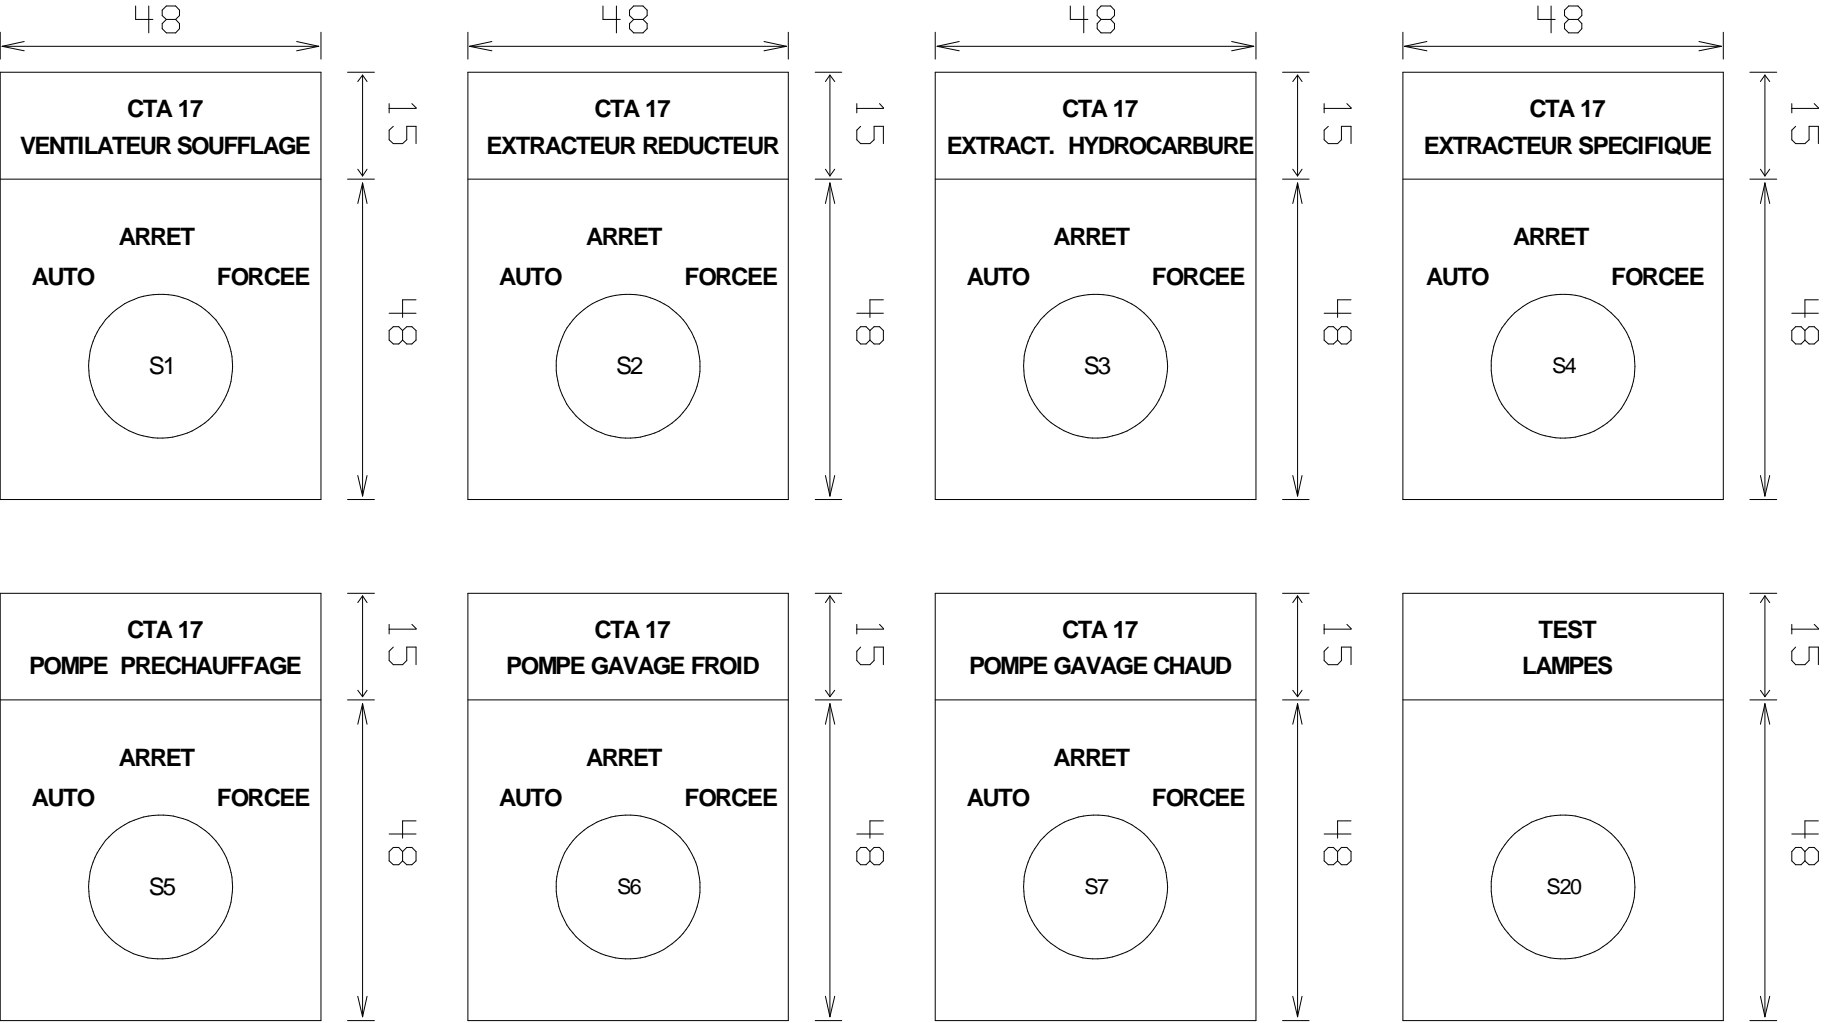 48 48 48 48
CTA 17
VENTILATEUR SOUFFLAGE
15
ARRET
AUTO FORCEE
S1
48
CTA 17
EXTRACTEUR REDUCTEUR
15
ARRET
AUTO FORCEE
S2
48
CTA 17
EXTRACT. HYDROCARBURE
15
ARRET
AUTO FORCEE
S3
48
CTA 17
EXTRACTEUR SPECIFIQUE
15
ARRET
AUTO FORCEE
S4
48
CTA 17
POMPE PRECHAUFFAGE
15
ARRET
AUTO FORCEE
S5
48
CTA 17
POMPE GAVAGE FROID
15
ARRET
AUTO FORCEE
S6
48
CTA 17
POMPE GAVAGE CHAUD
15
ARRET
AUTO FORCEE
S7
48
TEST
LAMPES
15
S20
48